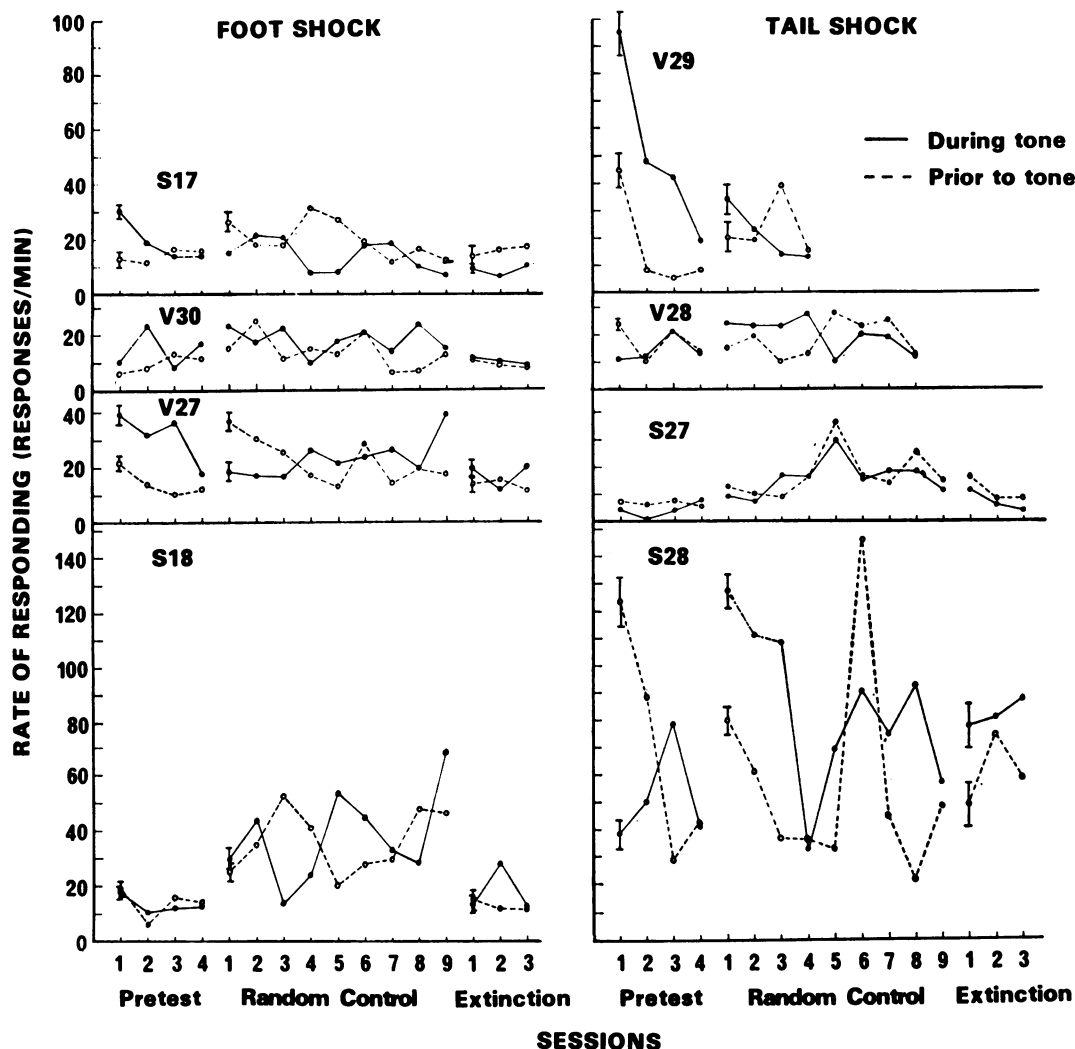 FOOT SHOCK
TAIL SHOCK
During tone
Prior to tone
RATE OF RESPONDING (RESPONSES/MIN)
100
80
60
40
20
0
S17
V29
20
0
V30
V28
40
20
0
V27
S27
140
120
100
80
60
40
20
0
S18
S28
1 2 3 4 1 2 3 4 5 6 7 8 9 1 2 3
Pretest Random Control Extinction
1 2 3 4 1 2 3 4 5 6 7 8 9 1 2 3
Pretest Random Control Extinction
SESSIONS